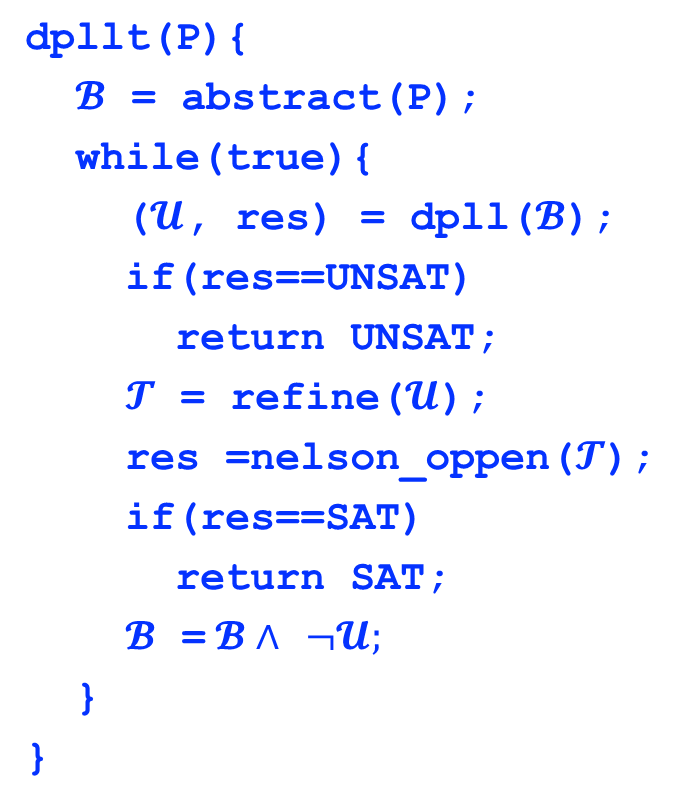 dpllt(P){
ℬ = abstract(P);
while(true){
(𝒰, res) = dpll(ℬ);
if(res==UNSAT)
return UNSAT;
𝒯 = refine(𝒰);
res =nelson_oppen(𝒯);
if(res==SAT)
return SAT;
ℬ =ℬ∧ ¬𝒰;
}
}